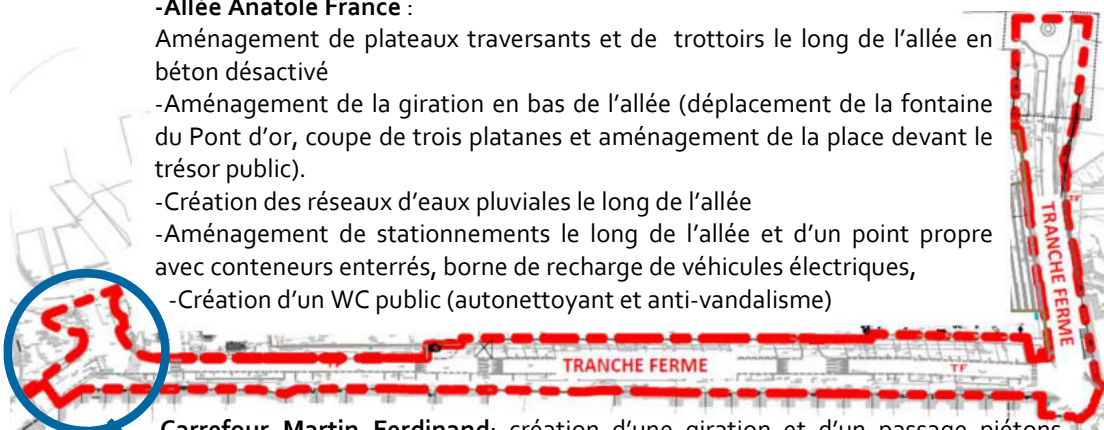 -Allée Anatole France :
Aménagement de plateaux traversants et de trottoirs le long de l'allée en
béton désactivé
-Aménagement de la giration en bas de l'allée (déplacement de la fontaine
du Pont d'or, coupe de trois platanes et aménagement de la place devant le
trésor public).
-Création des réseaux d'eaux pluviales le long de l'allée
-Aménagement de stationnements le long de l'allée et d'un point propre
avec conteneurs enterrés, borne de recharge de véhicules électriques,
-Création d'un WC public (autonettoyant et anti-vandalisme)
TF
TRANCHE FERME
TF
TRANCHE FERME
TF
Carrefour Martin Ferdinand: création d'une giration et d'un passage piétons